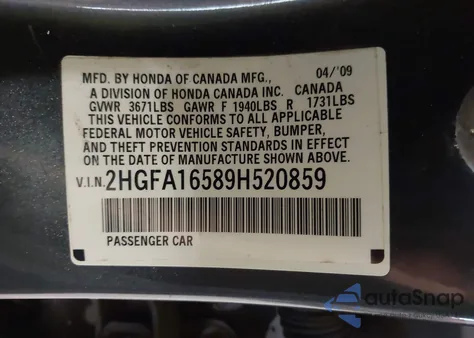 MFD. BY HONDA OF CANADA MFG., 04/'09
A DIVISION OF HONDA CANADA INC. CANADA
GVWR 3671LBS GAWR F 1940LBS R 1731LBS
THIS VEHICLE CONFORMS TO ALL APPLICABLE
FEDERAL MOTOR VEHICLE SAFETY, BUMPER,
AND THEFT PREVENTION STANDARDS IN EFFECT
ON THE DATE OF MANUFACTURE SHOWN ABOVE.
V.I.N. 2HGFA16589H520859
PASSENGER CAR
autoSnap